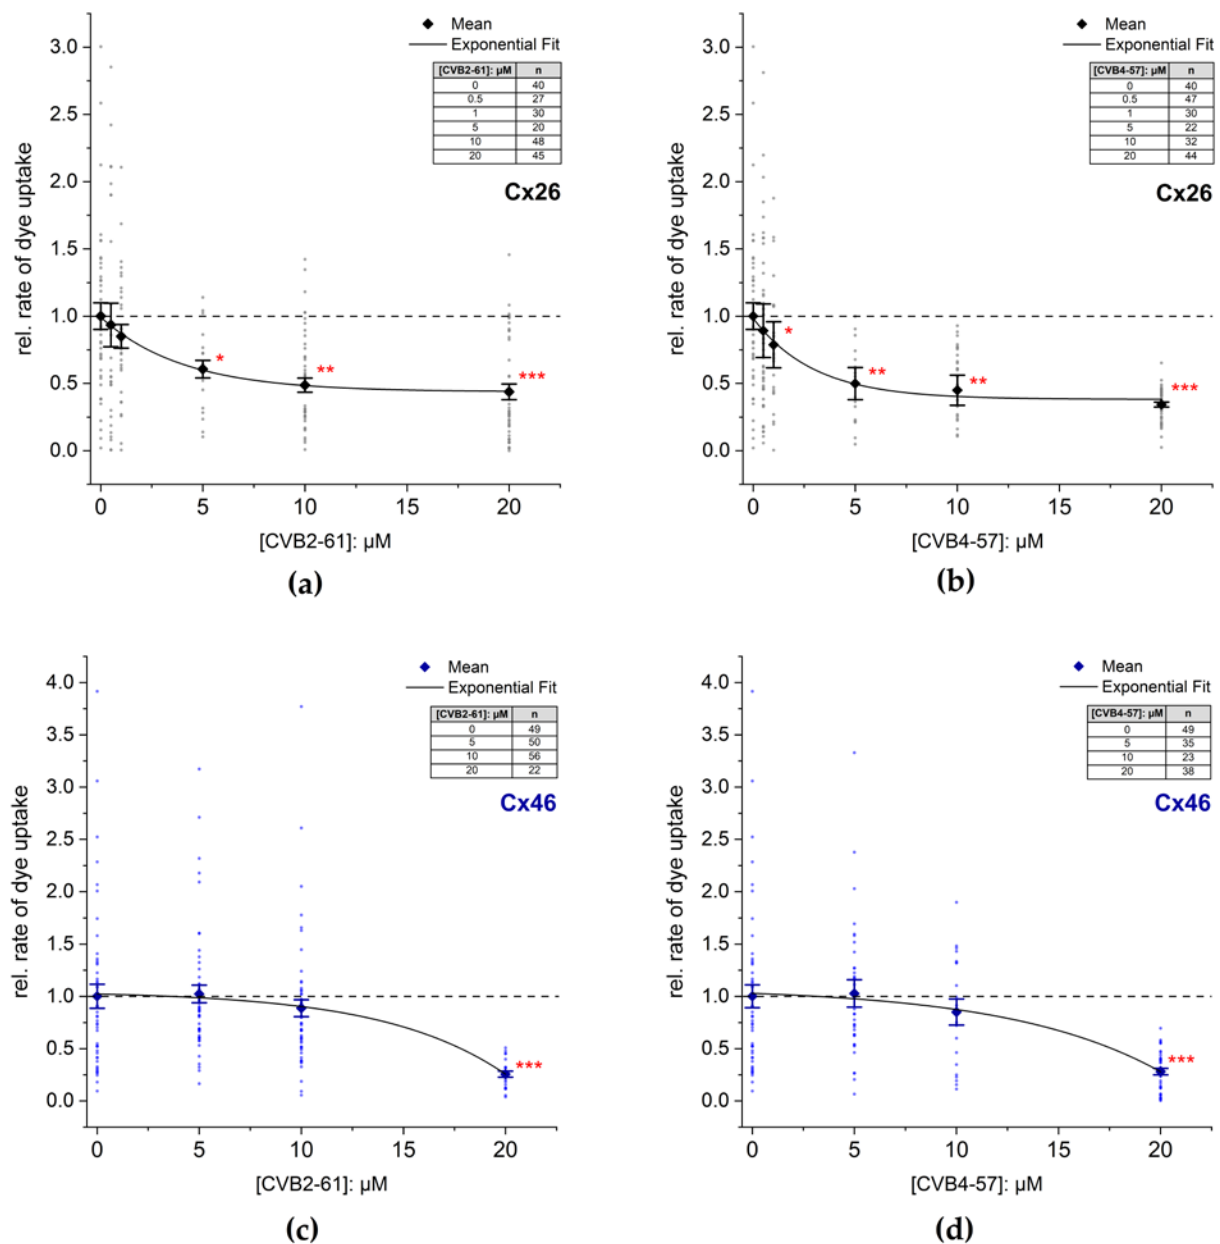 Mean
Exponential Fit
[CVB2-61]: µM n
0 40
0.5 27
1 30
5 20
10 48
20 45
Cx26
rel. rate of dye uptake
3.0
2.5
2.0
1.5
1.0
0.5
0.0
*
**
***
0 5 10 15 20
[CVB2-61]: µM
(a)
Mean
Exponential Fit
[CVB4-57]: µM n
0 40
0.5 47
1 30
5 22
10 32
20 44
Cx26
rel. rate of dye uptake
3.0
2.5
2.0
1.5
1.0
0.5
0.0
*
**
**
***
0 5 10 15 20
[CVB4-57]: µM
(b)
Mean
Exponential Fit
[CVB2-61]: µM n
0 49
5 50
10 56
20 22
Cx46
rel. rate of dye uptake
4.0
3.5
3.0
2.5
2.0
1.5
1.0
0.5
0.0
***
0 5 10 15 20
[CVB2-61]: µM
(c)
Mean
Exponential Fit
[CVB4-57]: µM n
0 49
5 35
10 23
20 38
Cx46
rel. rate of dye uptake
4.0
3.5
3.0
2.5
2.0
1.5
1.0
0.5
0.0
***
0 5 10 15 20
[CVB4-57]: µM
(d)